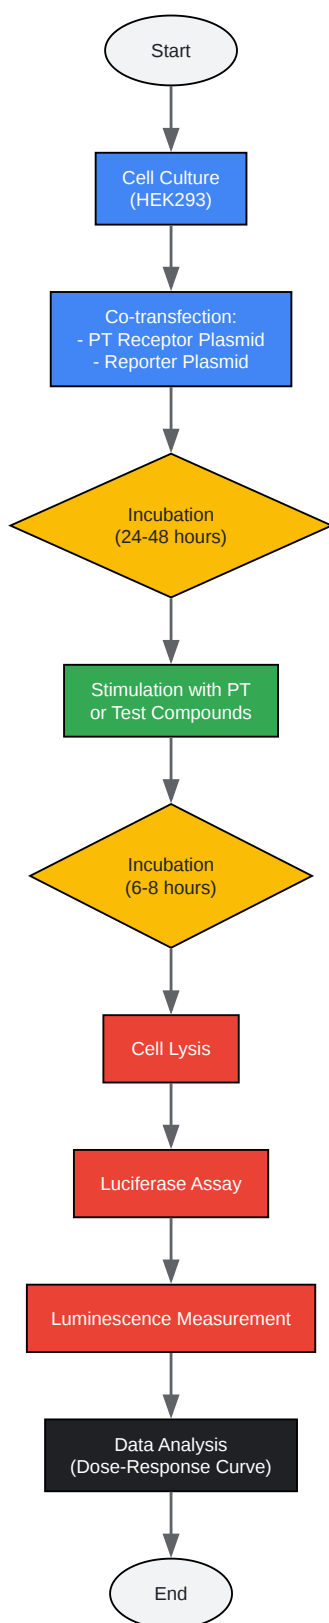 Start
Cell Culture
(HEK293)
Co-transfection:
- PT Receptor Plasmid
- Reporter Plasmid
Incubation
(24-48 hours)
Stimulation with PT
or Test Compounds
Incubation
(6-8 hours)
Cell Lysis
Luciferase Assay
Luminescence Measurement
Data Analysis
(Dose-Response Curve)
End